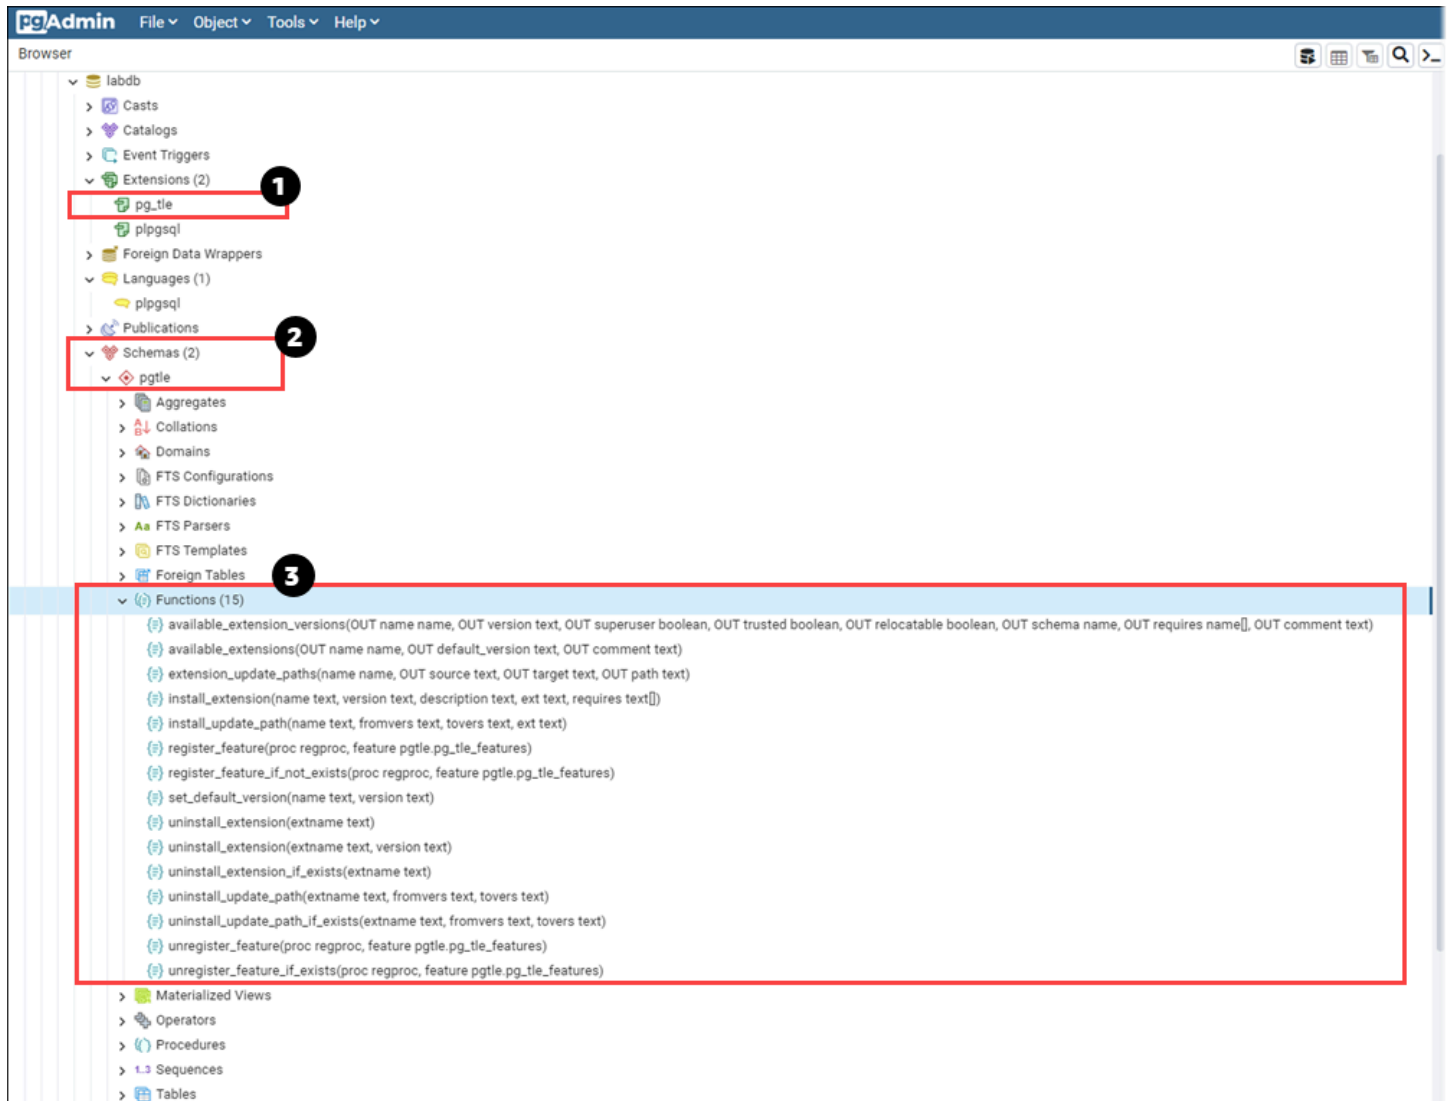 pgAdmin File Object Tools Help
Browser
labdb
Casts
Catalogs
Event Triggers
Extensions (2)
1
pg_tle
plpgsql
Foreign Data Wrappers
Languages (1)
plpgsql
Publications
2
Schemas (2)
pgtle
Aggregates
Collations
Domains
FTS Configurations
FTS Dictionaries
Aa FTS Parsers
FTS Templates
Foreign Tables
3
Functions (15)
available_extension_versions(OUT name name, OUT version text, OUT superuser boolean, OUT trusted boolean, OUT relocatable boolean, OUT schema name, OUT requires name[], OUT comment text)
available_extensions(OUT name name, OUT default_version text, OUT comment text)
extension_update_paths(name name, OUT source text, OUT target text, OUT path text)
install_extension(name text, version text, description text, ext text, requires text[])
install_update_path(name text, fromvers text, tovers text, ext text)
register_feature(proc regproc, feature pgtle.pg_tle_features)
register_feature_if_not_exists(proc regproc, feature pgtle.pg_tle_features)
set_default_version(name text, version text)
uninstall_extension(extname text)
uninstall_extension(extname text, version text)
uninstall_extension_if_exists(extname text)
uninstall_update_path(extname text, fromvers text, tovers text)
uninstall_update_path_if_exists(extname text, fromvers text, tovers text)
unregister_feature(proc regproc, feature pgtle.pg_tle_features)
unregister_feature_if_exists(proc regproc, feature pgtle.pg_tle_features)
Materialized Views
Operators
Procedures
1..3 Sequences
Tables